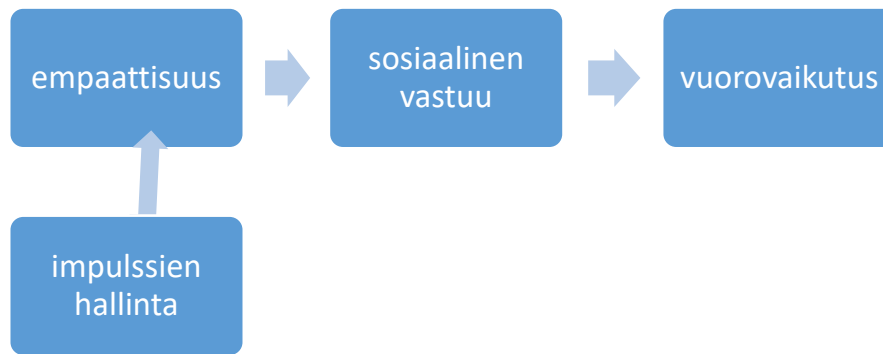 empaattisuus
sosiaalinen
vastuu
vuorovaikutus
impulssien
hallinta